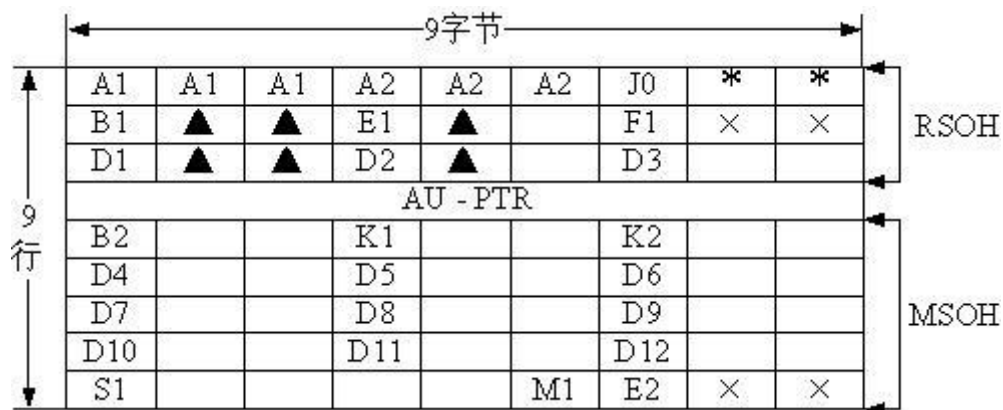 9字节
A1 A1 A1 A2 A2 A2 J0 * *
B1 ▲ ▲ E1 ▲ F1 × × RSOH
D1 ▲ ▲ D2 ▲ D3
AU - PTR
9行
B2 K1 K2
D4 D5 D6
D7 D8 D9 MSOH
D10 D11 D12
S1 M1 E2 × ×